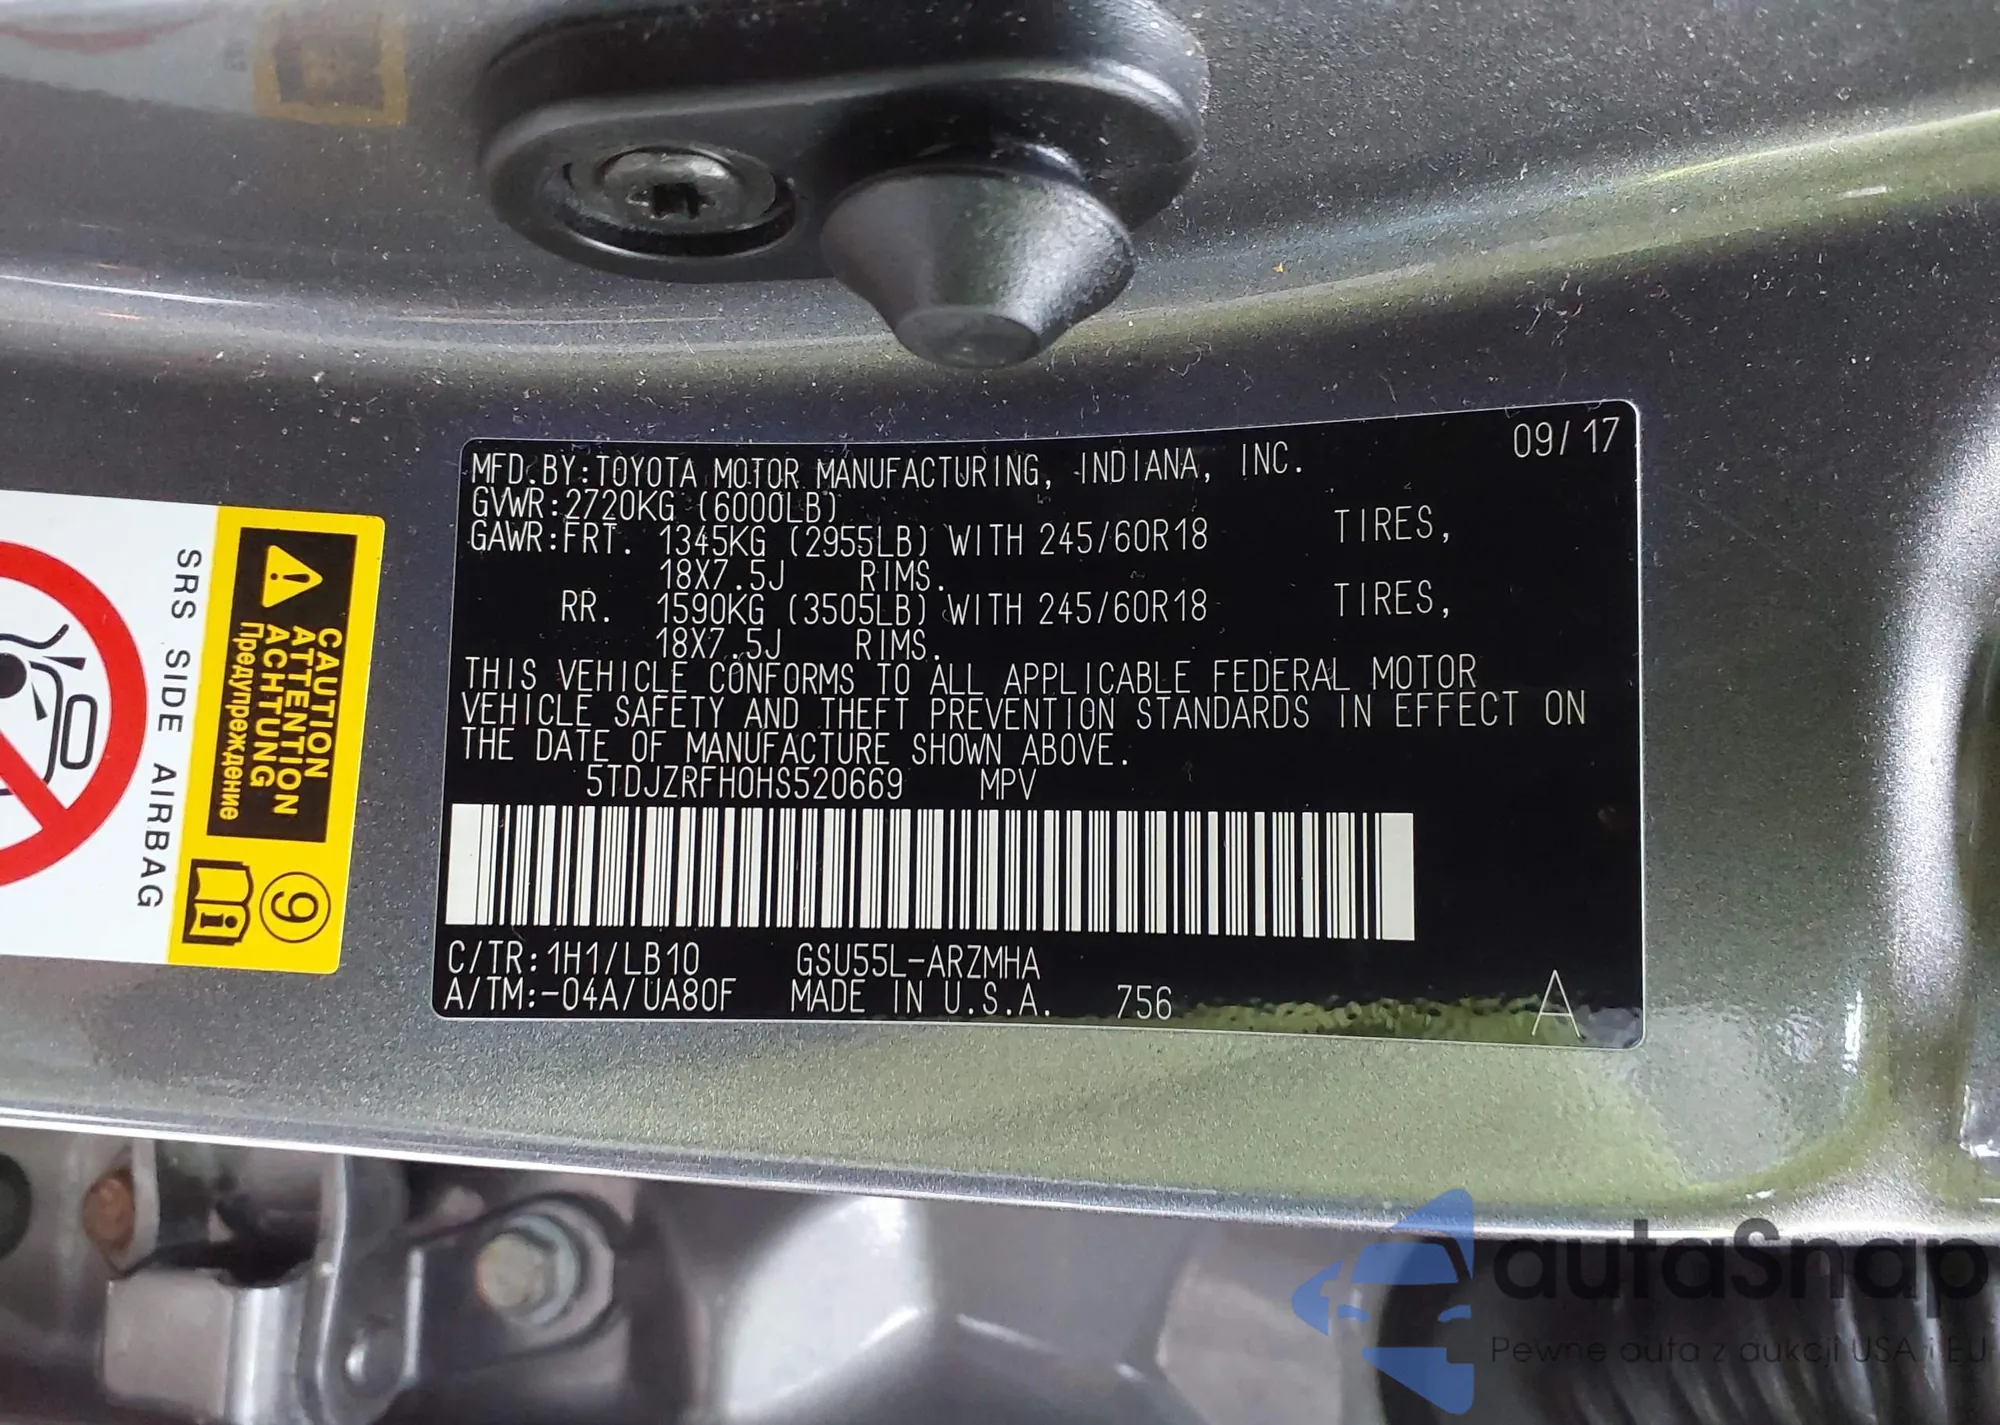 09/17
MFD.BY:TOYOTA MOTOR MANUFACTURING, INDIANA, INC.
GVWR:2720KG (6000LB)
GAWR:FRT. 1345KG (2955LB) WITH 245/60R18 TIRES,
18X7.5J RIMS.
RR. 1590KG (3505LB) WITH 245/60R18 TIRES,
18X7.5J RIMS.
THIS VEHICLE CONFORMS TO ALL APPLICABLE FEDERAL MOTOR
VEHICLE SAFETY AND THEFT PREVENTION STANDARDS IN EFFECT ON
THE DATE OF MANUFACTURE SHOWN ABOVE.
5TDJZRFH0HS520669 MPV
C/TR:1H1/LB10 GSU55L-ARZMHA
A/TM:-04A/UA80F MADE IN U.S.A. 756 A
CAUTION
ATTENTION
ACHTUNG
Предупреждение
9
SRS SIDE AIRBAG
autaSnap
Pewne auta z aukcji USA i EU